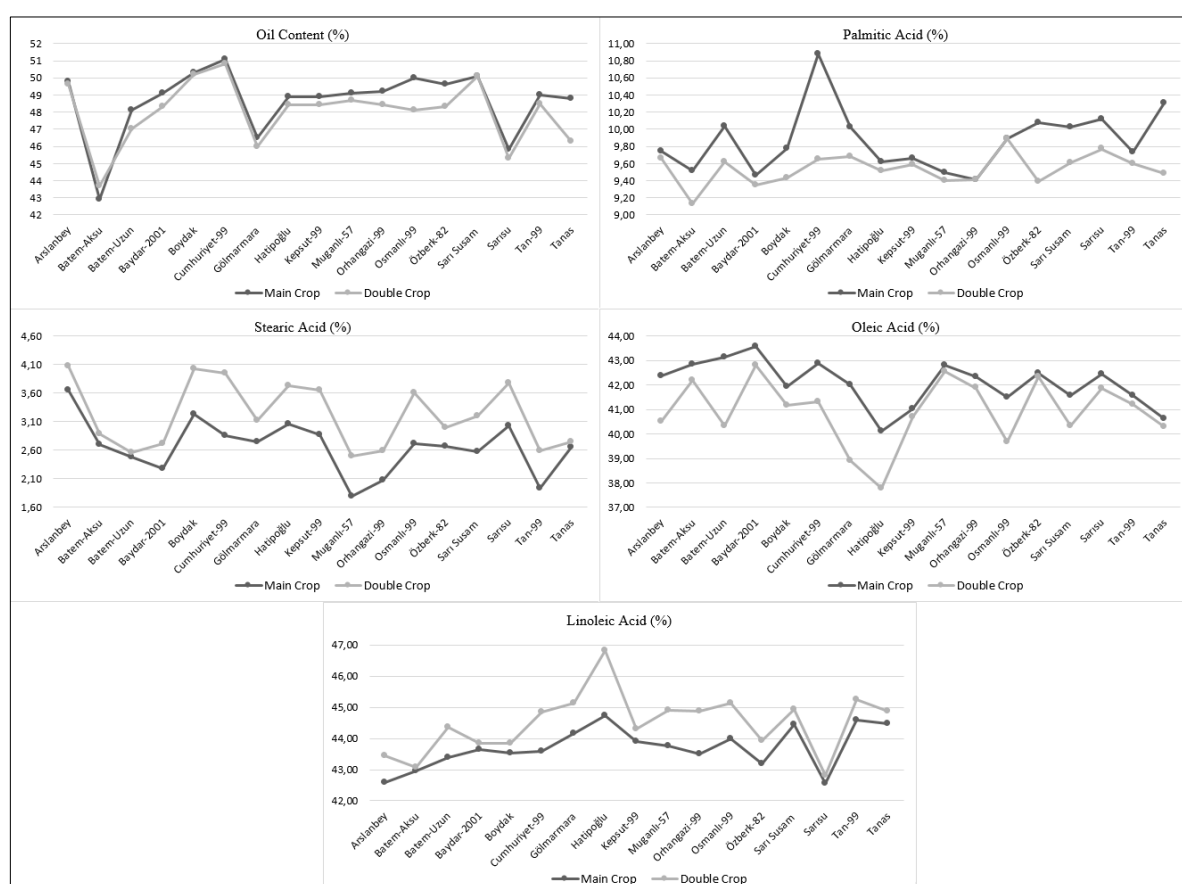 Oil Content (%)
52
51
50
49
48
47
46
45
44
43
42
Arslanbey
Batem-Aksu
Batem-Uzun
Baydar-2001
Boydak
Cumhuriyet-99
Gölmarmara
Hatipoğlu
Kepsut-99
Muganlı-57
Orhangazi-99
Osmanlı-99
Özberk-82
Sarı Susam
Sarısu
Tan-99
Tanas
Main Crop Double Crop
Palmitic Acid (%)
11,00
10,80
10,60
10,40
10,20
10,00
9,80
9,60
9,40
9,20
9,00
Arslanbey
Batem-Aksu
Batem-Uzun
Baydar-2001
Boydak
Cumhuriyet-99
Gölmarmara
Hatipoğlu
Kepsut-99
Muganlı-57
Orhangazi-99
Osmanlı-99
Özberk-82
Sarı Susam
Sarısu
Tan-99
Tanas
Main Crop Double Crop
Stearic Acid (%)
4,60
4,10
3,60
3,10
2,60
2,10
1,60
Arslanbey
Batem-Aksu
Batem-Uzun
Baydar-2001
Boydak
Cumhuriyet-99
Gölmarmara
Hatipoğlu
Kepsut-99
Muganlı-57
Orhangazi-99
Osmanlı-99
Özberk-82
Sarı Susam
Sarısu
Tan-99
Tanas
Main Crop Double Crop
Oleic Acid (%)
44,00
43,00
42,00
41,00
40,00
39,00
38,00
37,00
Arslanbey
Batem-Aksu
Batem-Uzun
Baydar-2001
Boydak
Cumhuriyet-99
Gölmarmara
Hatipoğlu
Kepsut-99
Muganlı-57
Orhangazi-99
Osmanlı-99
Özberk-82
Sarı Susam
Sarısu
Tan-99
Tanas
Main Crop Double Crop
Linoleic Acid (%)
47,00
46,00
45,00
44,00
43,00
42,00
Arslanbey
Batem-Aksu
Batem-Uzun
Baydar-2001
Boydak
Cumhuriyet-99
Gölmarmara
Hatipoğlu
Kepsut-99
Muganlı-57
Orhangazi-99
Osmanlı-99
Özberk-82
Sarı Susam
Sarısu
Tan-99
Tanas
Main Crop Double Crop